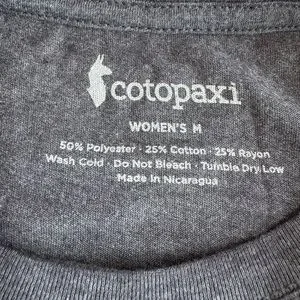 cotopaxi
WOMEN'S M
50% Polyester · 25% Cotton · 25% Rayon
Wash Cold · Do Not Bleach · Tumble Dry Low
Made in Nicaragua